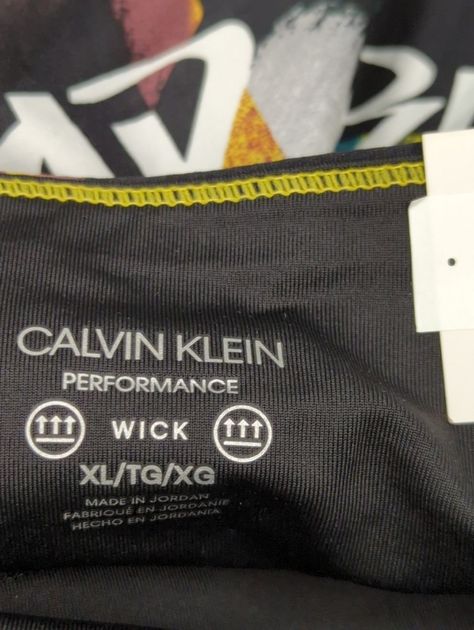 CALVIN KLEIN
PERFORMANCE
WICK
XL/TG/XG
MADE IN JORDAN
FABRIQUÉ EN JORDANIE
HECHO EN JORDANIA